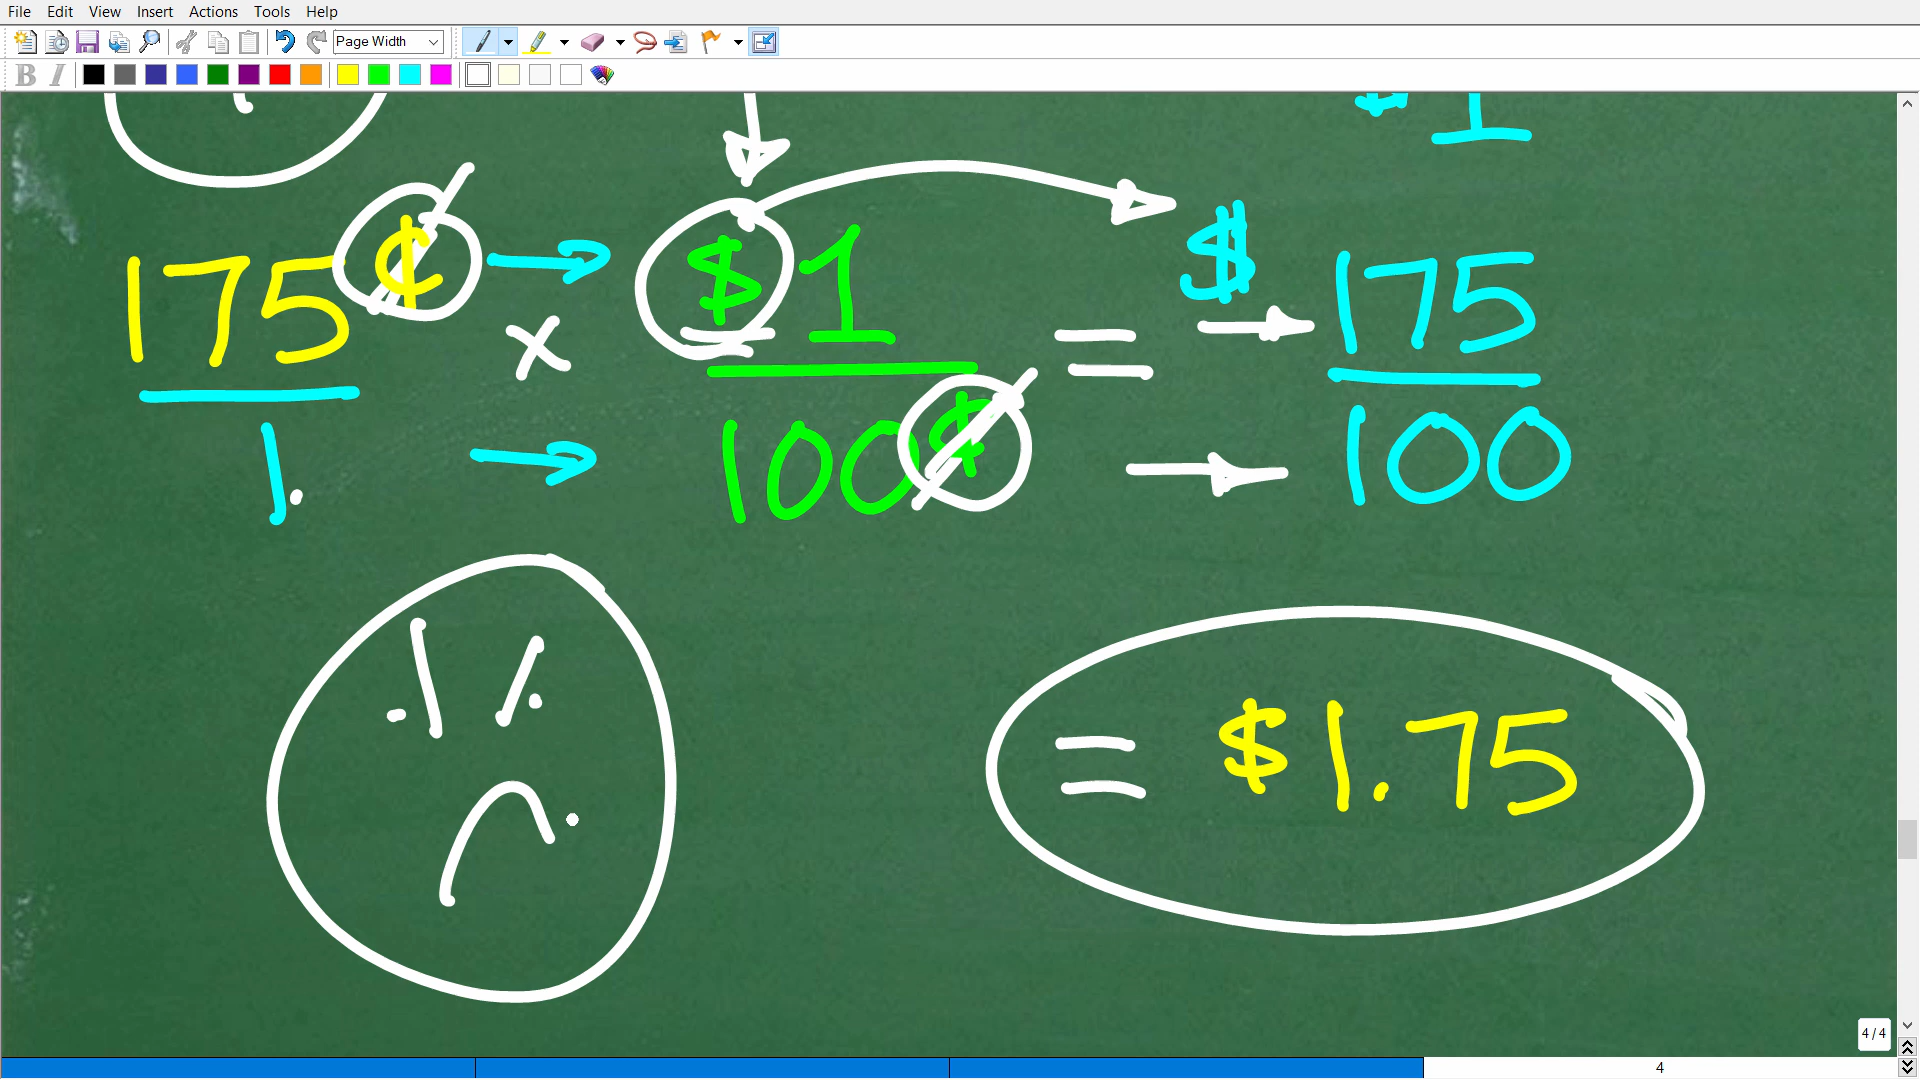 File Edit View Insert Actions Tools Help
Page Width
B I
$1
175¢ → $1 $ 175
× = →
1. → 100$ → 100
= $1.75
4 / 4
4